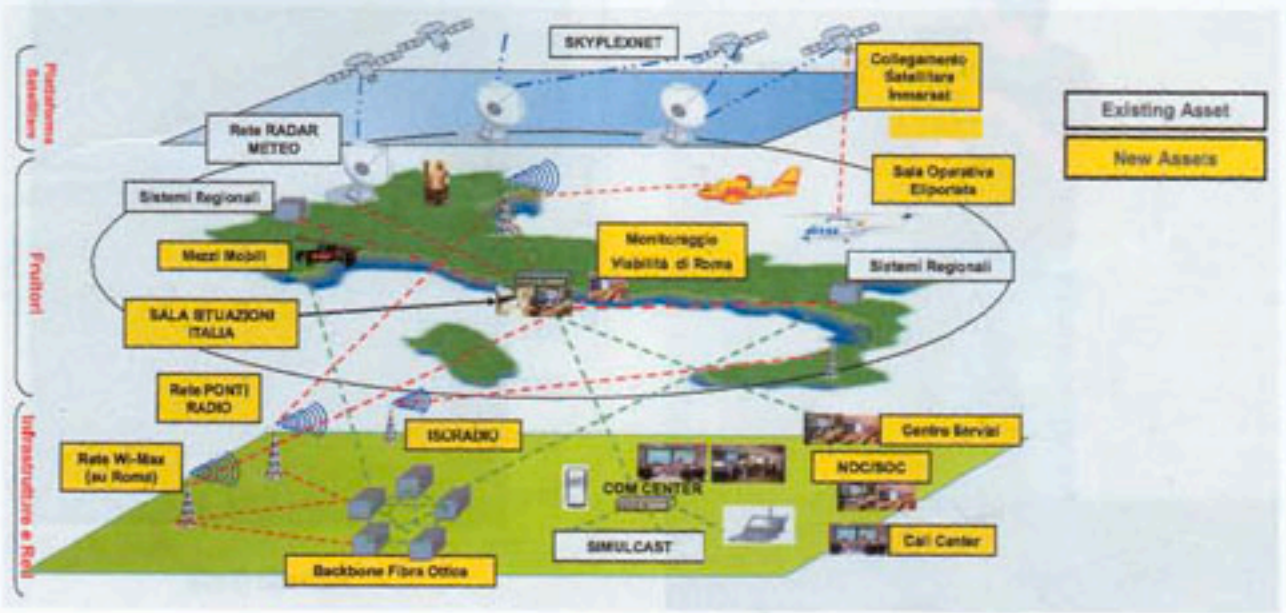 SKYPLEXNET
Collegamento
Satellitare
Inmarsat
Existing Asset
New Assets
Piattaforma
Satellitare
Rete RADAR
METEO
Sala Operativa
Eliportata
Sistemi Regionali
Fruitori
Mezzi Mobili
Monitoraggio
Viabilità di Roma
Sistemi Regionali
SALA SITUAZIONI
ITALIA
Rete PONTI
RADIO
ISORADIO
Centro Servizi
Infrastrutture e Reti
Rete Wi-Max
(su Roma)
NOC/SOC
COM CENTER
SIMULCAST
Call Center
Backbone Fibra Ottica